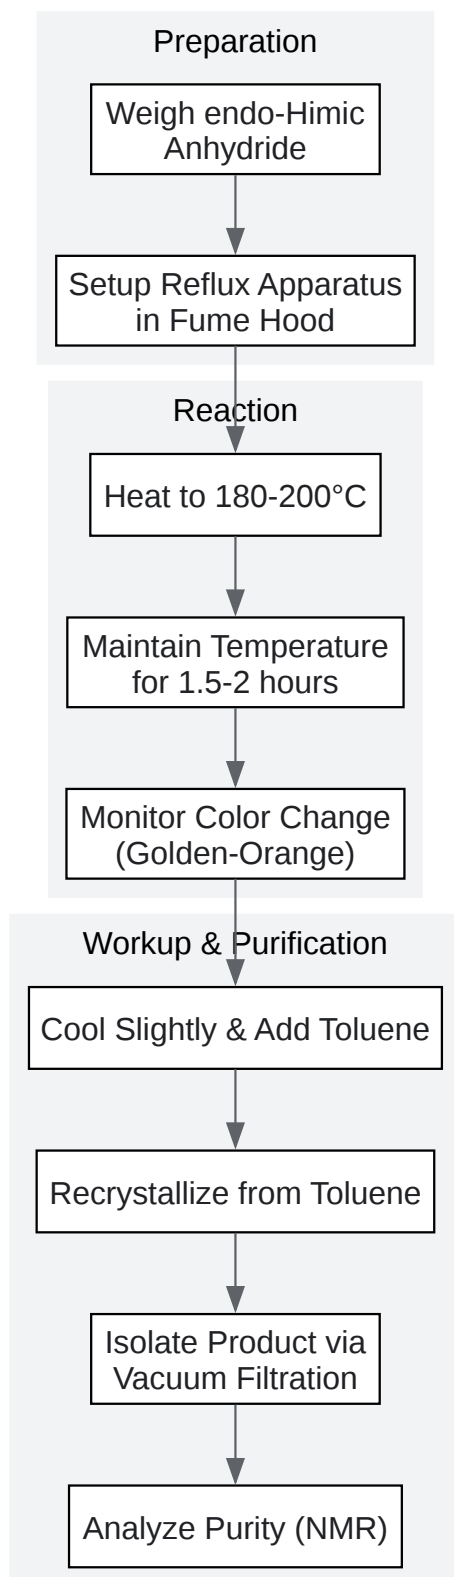 Preparation
Weigh endo-Himic
Anhydride
Setup Reflux Apparatus
in Fume Hood
Reaction
Heat to 180-200°C
Maintain Temperature
for 1.5-2 hours
Monitor Color Change
(Golden-Orange)
Workup & Purification
Cool Slightly & Add Toluene
Recrystallize from Toluene
Isolate Product via
Vacuum Filtration
Analyze Purity (NMR)